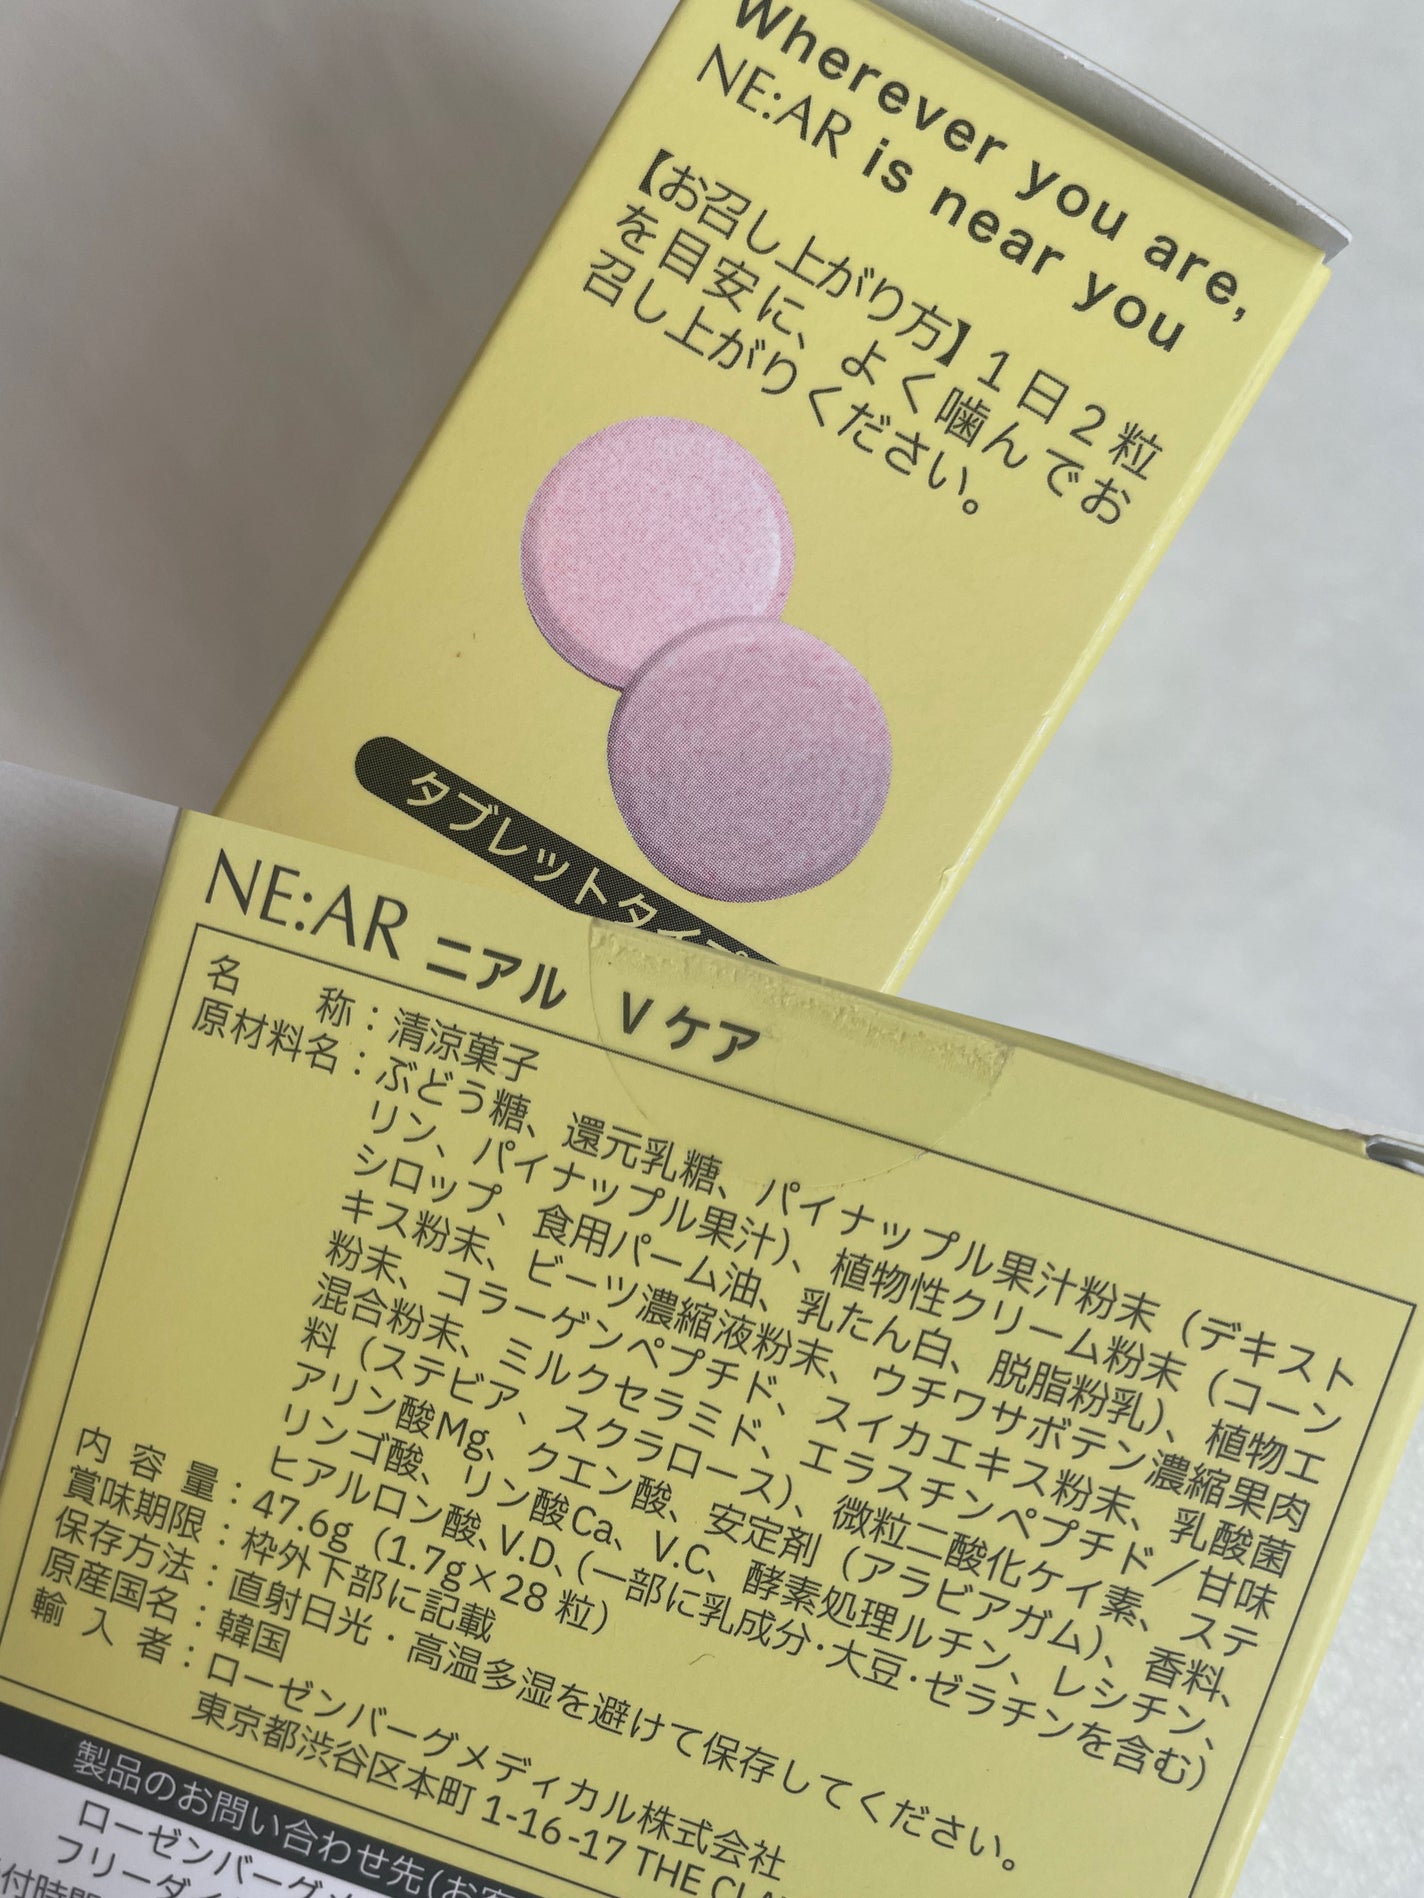 Wherever you are,
NE:AR is near you
【お召し上がり方】1日2粒
を目安に、よく噛んでお
召し上がりください。
タブレットタイプ
NE:AR ニアル Vケア
名称：清涼菓子
原材料名：ぶどう糖、還元乳糖、パイナップル果汁粉末（デキスト
リン、パイナップル果汁）、植物性クリーム粉末（コーン
シロップ、食用パーム油、乳たん白、脱脂粉乳）、植物エ
キス粉末、ビーツ濃縮液粉末、ウチワサボテン濃縮果肉
粉末、コラーゲンペプチド、スイカエキス粉末、乳酸菌
混合粉末、ミルクセラミド、エラスチンペプチド／甘味
料（ステビア、スクラロース）、微粒二酸化ケイ素、ステ
アリン酸Mg、クエン酸、安定剤（アラビアガム）、香料、
リンゴ酸、リン酸Ca、V.C、酵素処理ルチン、レシチン、
ヒアルロン酸、V.D、（一部に乳成分・大豆・ゼラチンを含む）
内容量：47.6g（1.7g×28粒）
賞味期限：枠外下部に記載
保存方法：直射日光・高温多湿を避けて保存してください。
原産国名：韓国
輸入者：ローゼンバーグメディカル株式会社
東京都渋谷区本町 1-16-17 THE
製品のお問い合わせ先(お
ローゼンバーグ
フリーダイ
付時間